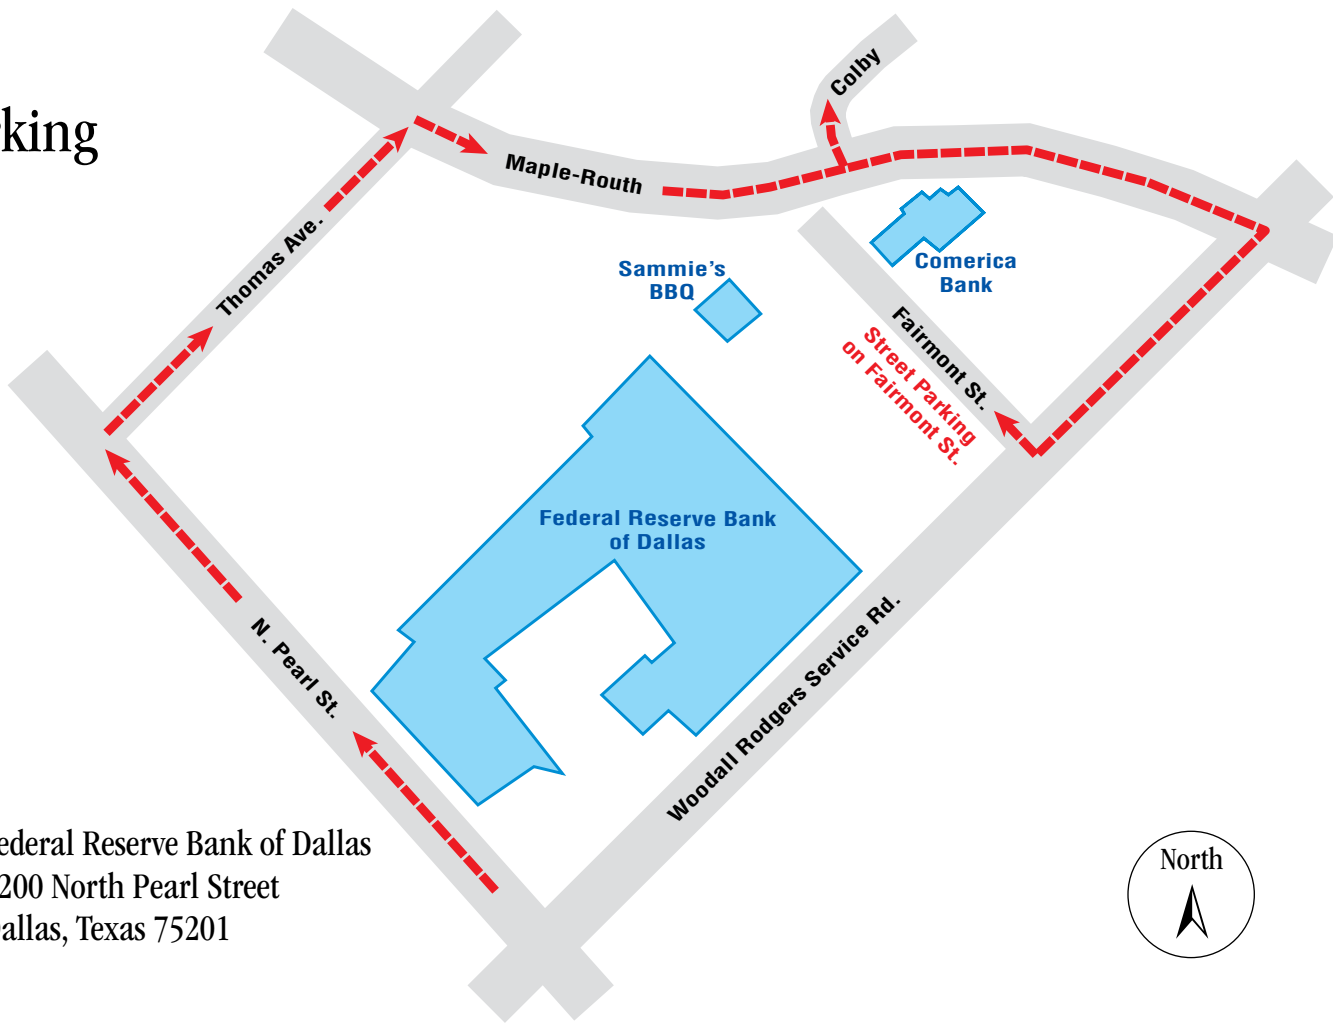 rking
Colby
Maple-Routh
Thomas Ave.
Sammie's
BBQ
Comerica
Bank
Fairmont St.
Street Parking
on Fairmont St.
Federal Reserve Bank
of Dallas
N. Pearl St.
Woodall Rodgers Service Rd.
ederal Reserve Bank of Dallas
200 North Pearl Street
allas, Texas 75201
North